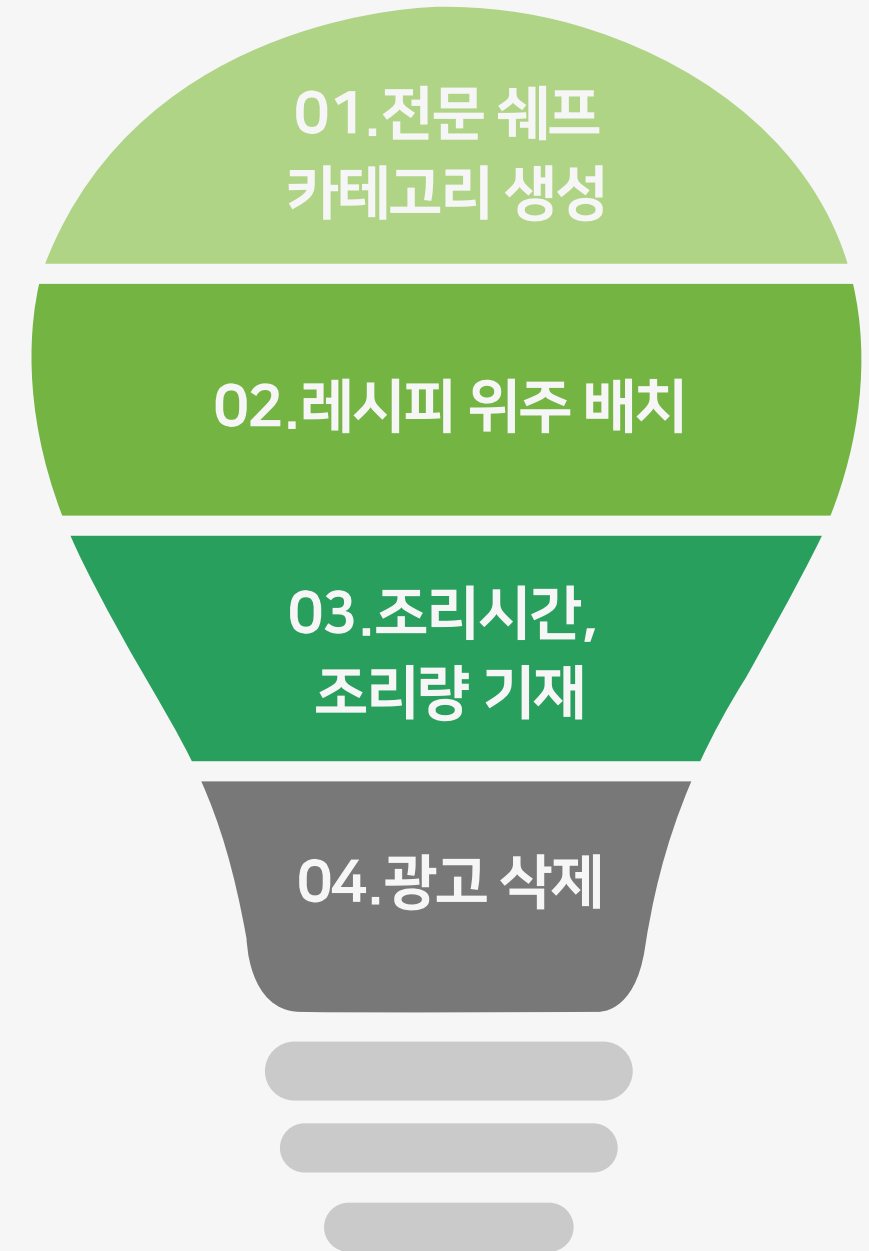 01.전문 쉐프
카테고리 생성
02.레시피 위주 배치
03.조리시간,
조리량 기재
04.광고 삭제